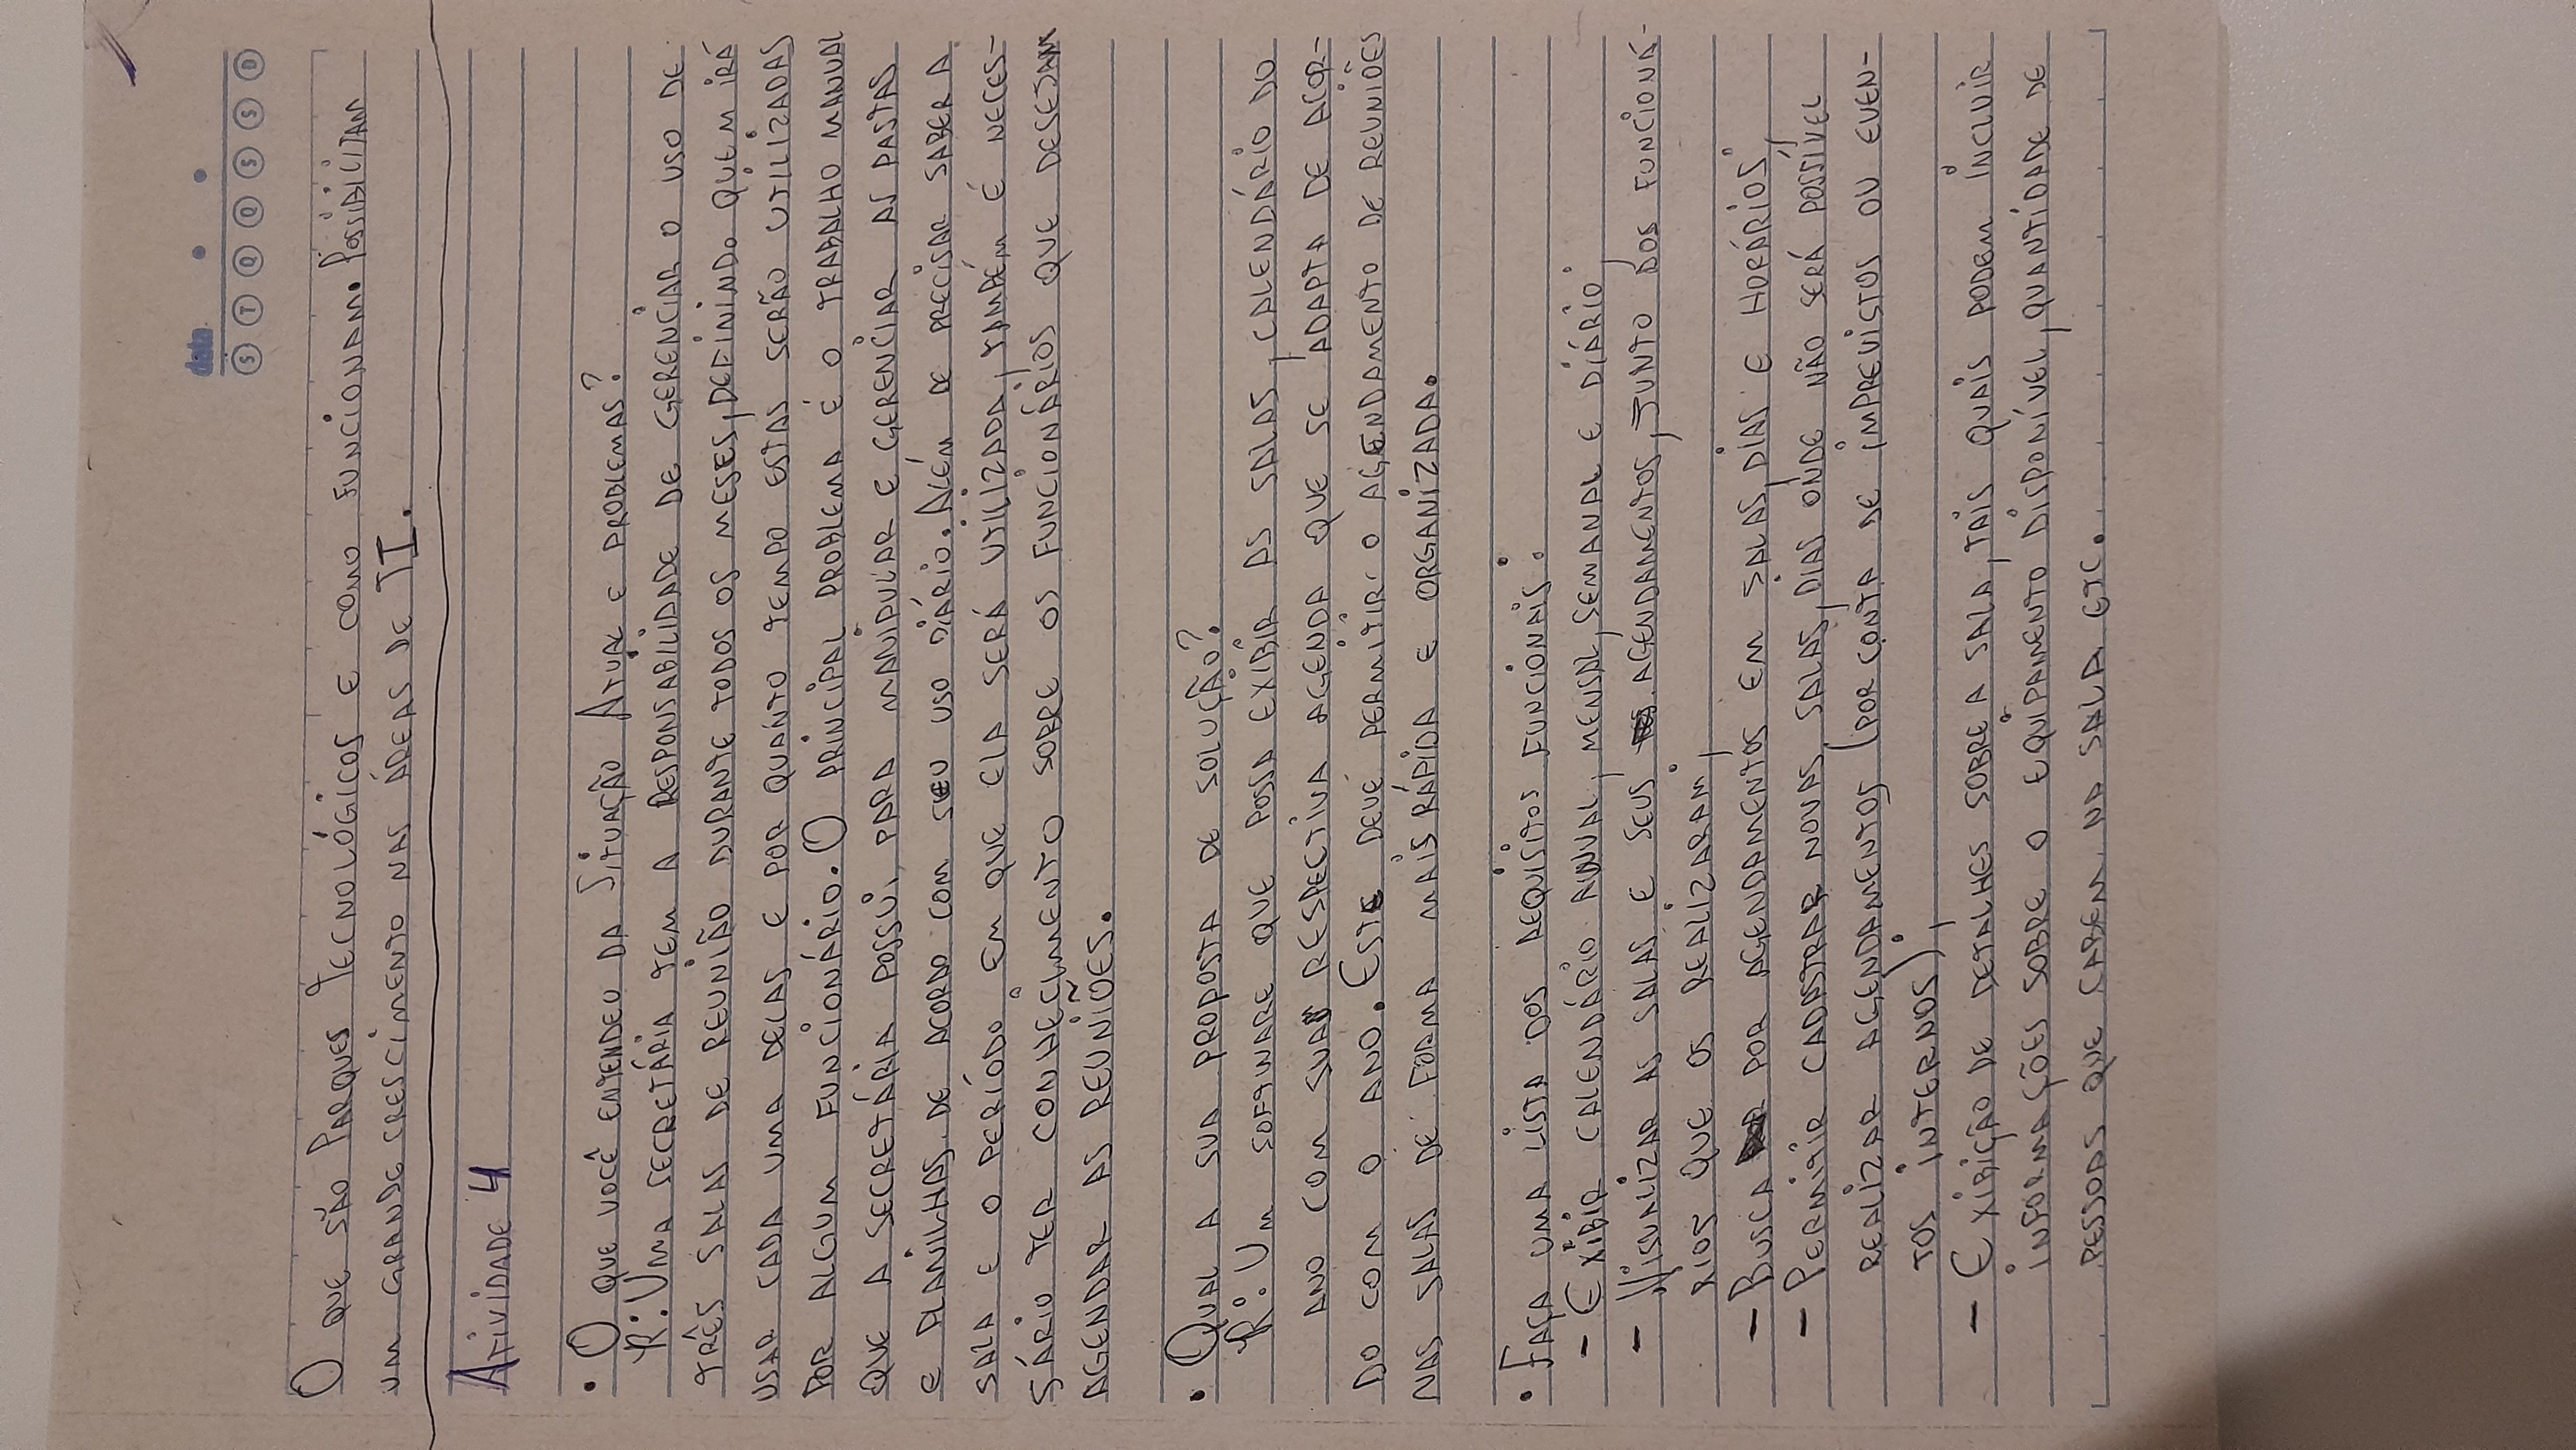 data
S T Q Q S S D
O QUE SÃO PARQUES TECNOLÓGICOS E COMO FUNCIONAM. POSSIBILITAM
UM GRANDE CRESCIMENTO NAS ÁREAS DE TI.
ATIVIDADE 4
• O QUE VOCÊ ENTENDEU DA SITUAÇÃO ATUAL E PROBLEMAS?
R: UMA SECRETÁRIA TEM A RESPONSABILIDADE DE GERENCIAR O USO DE
TRÊS SALAS DE REUNIÃO DURANTE TODOS OS MESES, DEFININDO QUEM IRÁ
USAR CADA UMA DELAS E POR QUANTO TEMPO ESTAS SERÃO UTILIZADAS
POR ALGUM FUNCIONÁRIO. O PRINCIPAL PROBLEMA É O TRABALHO MANUAL
QUE A SECRETÁRIA POSSUI PARA MANIPULAR E GERENCIAR AS PASTAS
E PLANILHAS DE ACORDO COM SEU USO DIÁRIO. ALÉM DE PRECISAR SABER A
SALA E O PERÍODO EM QUE ELA SERÁ UTILIZADA, TAMBÉM É NECES-
SÁRIO TER CONHECIMENTO SOBRE OS FUNCIONÁRIOS QUE DESEJAM
AGENDAR AS REUNIÕES.
• QUAL A SUA PROPOSTA DE SOLUÇÃO?
R: UM SOFTWARE QUE POSSA EXIBIR AS SALAS, CALENDÁRIO DO
ANO COM SUA RESPECTIVA AGENDA QUE SE ADAPTA DE ACOR-
DO COM O ANO. ESTE DEVE PERMITIR O AGENDAMENTO DE REUNIÕES
NAS SALAS DE FORMA MAIS RÁPIDA E ORGANIZADA.
• FAÇA UMA LISTA DOS REQUISITOS FUNCIONAIS:
- EXIBIR CALENDÁRIO ANUAL, MENSAL, SEMANAL E DIÁRIO;
- VISUALIZAR AS SALAS E SEUS AGENDAMENTOS, JUNTO DOS FUNCIONÁ-
RIOS QUE OS REALIZARAM;
- BUSCA POR AGENDAMENTOS EM SALAS, DIAS E HORÁRIOS;
- PERMITIR CADASTRAR NOVAS SALAS, DIAS ONDE NÃO SERÁ POSSÍVEL
REALIZAR AGENDAMENTOS (POR CONTA DE IMPREVISTOS OU EVEN-
TOS INTERNOS);
- EXIBIÇÃO DE DETALHES SOBRE A SALA, TAIS QUAIS PODEM INCLUIR
INFORMAÇÕES SOBRE O EQUIPAMENTO DISPONÍVEL, QUANTIDADE DE
PESSOAS QUE CABEM NA SALA ETC.